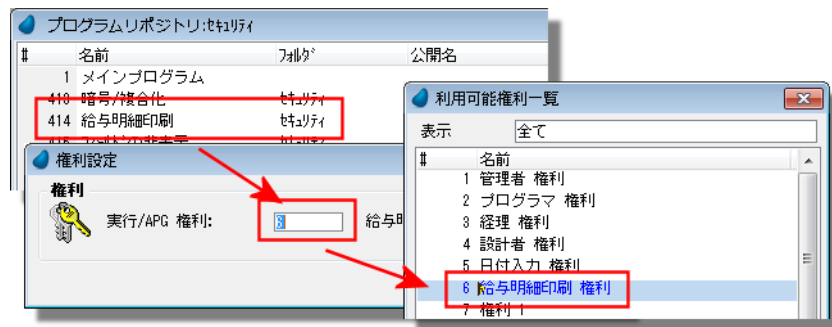 プログラムリポジトリ:セキュリティ
# 名前 フォルダ 公開名
1 メインプログラム
413 暗号/複合化 セキュリティ
414 給与明細印刷 セキュリティ
権利設定
権利
実行/APG 権利: 6 給与明
利用可能権利一覧
表示 全て
# 名前
1 管理者 権利
2 プログラマ 権利
3 経理 権利
4 設計者 権利
5 日付入力 権利
6 給与明細印刷 権利
7 権利 1